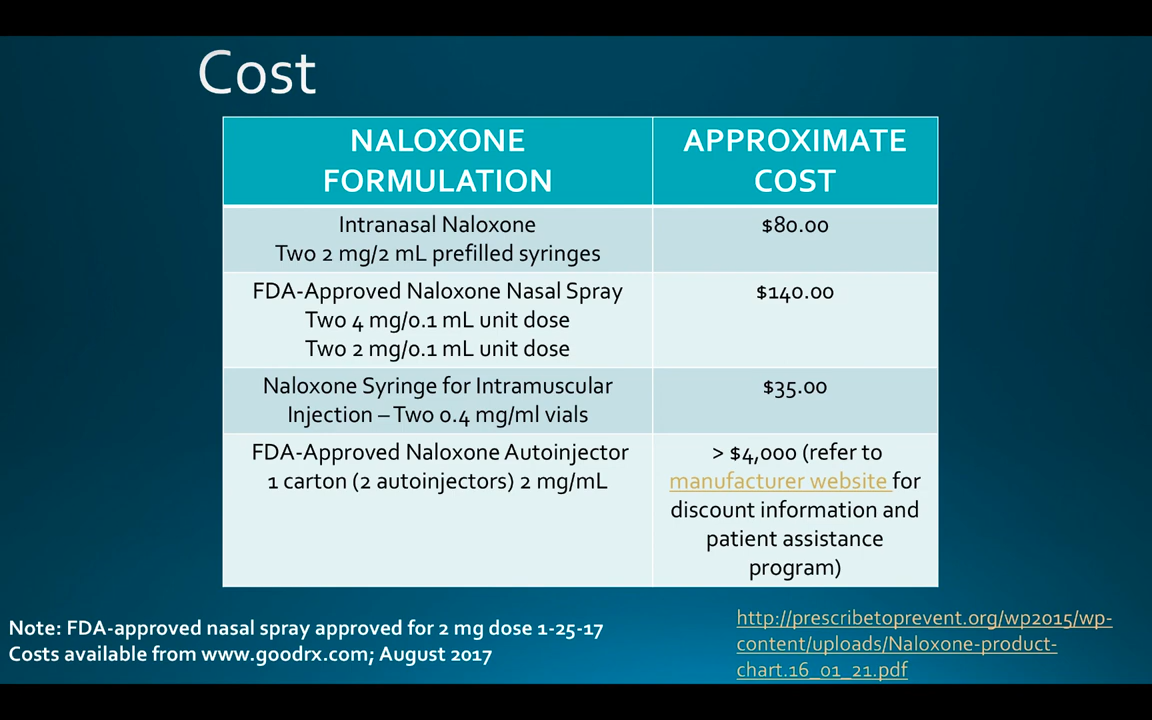 Cost
NALOXONE
FORMULATION
APPROXIMATE
COST
Intranasal Naloxone
Two 2 mg/2 mL prefilled syringes
$80.00
FDA-Approved Naloxone Nasal Spray
Two 4 mg/0.1 mL unit dose
Two 2 mg/0.1 mL unit dose
$140.00
Naloxone Syringe for Intramuscular
Injection – Two 0.4 mg/ml vials
$35.00
FDA-Approved Naloxone Autoinjector
1 carton (2 autoinjectors) 2 mg/mL
> $4,000 (refer to
manufacturer website for
discount information and
patient assistance
program)
Note: FDA-approved nasal spray approved for 2 mg dose 1-25-17
Costs available from www.goodrx.com; August 2017
http://prescribetoprevent.org/wp2015/wp-
content/uploads/Naloxone-product-
chart.16_01_21.pdf